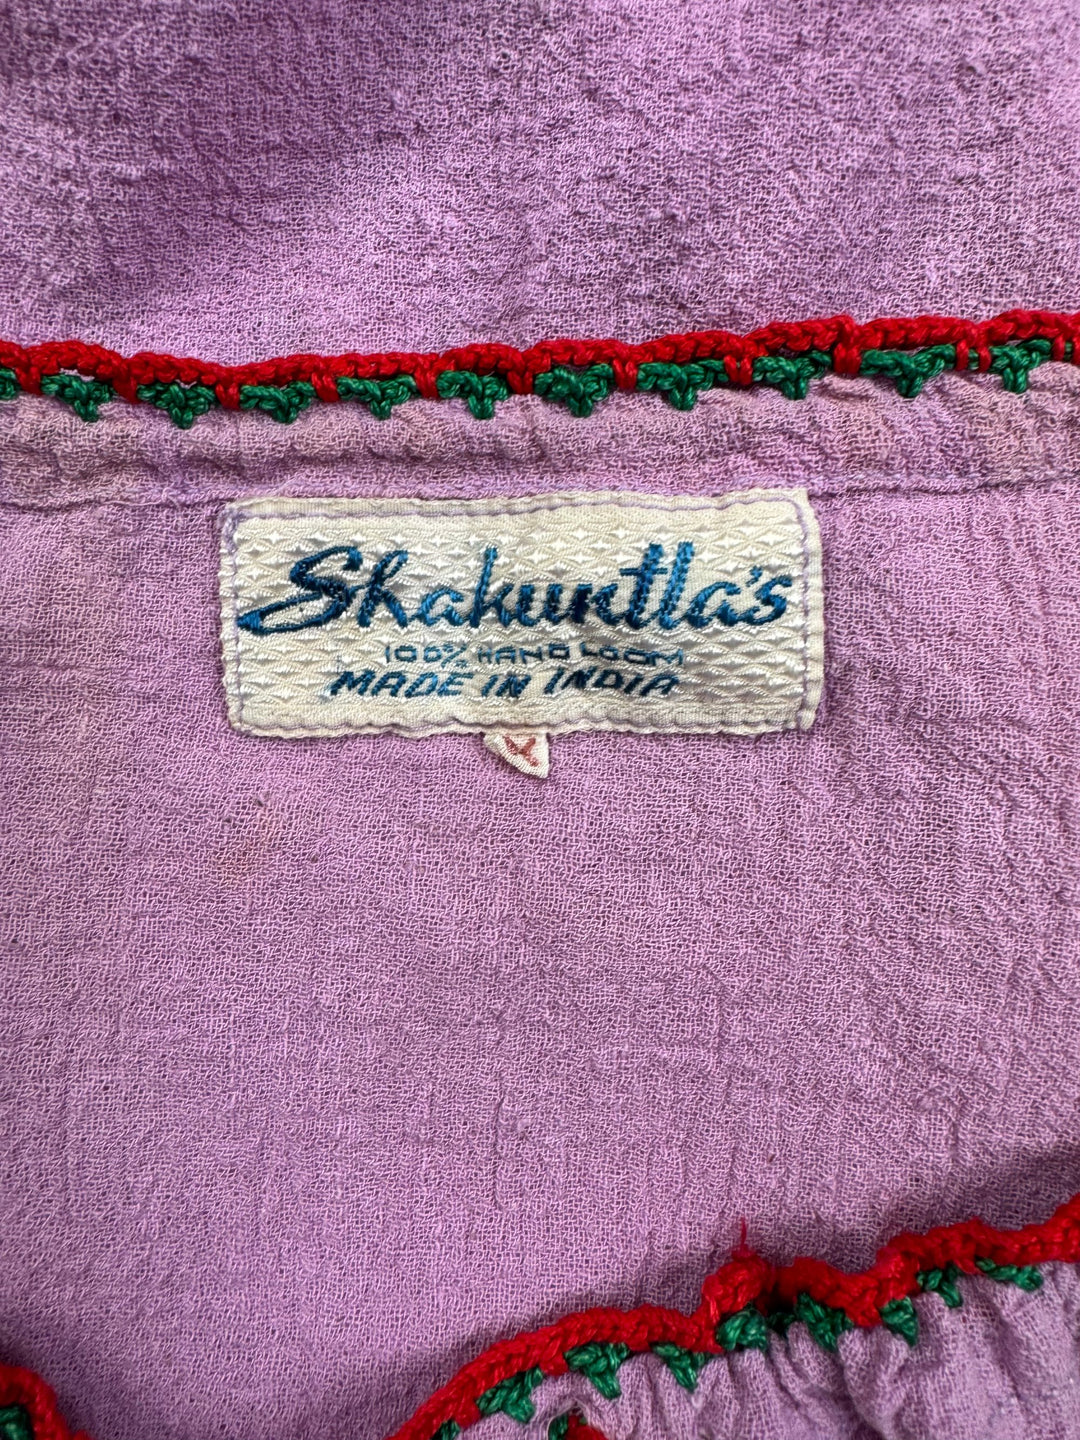 Shakuntla's
100% HAND LOOM
MADE IN INDIA